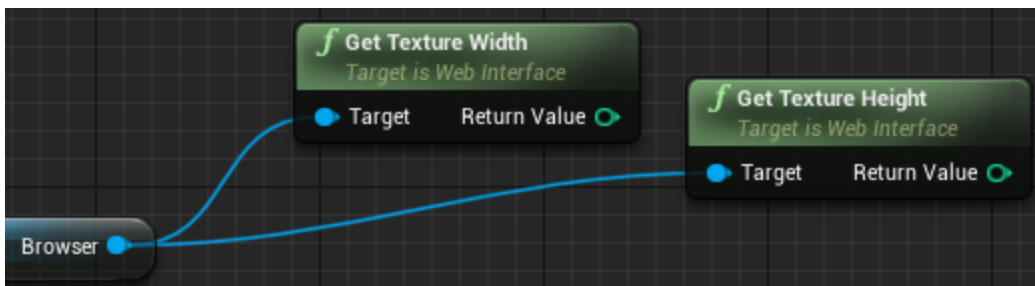 f Get Texture Width
Target is Web Interface
Target Return Value
f Get Texture Height
Target is Web Interface
Target Return Value
Browser